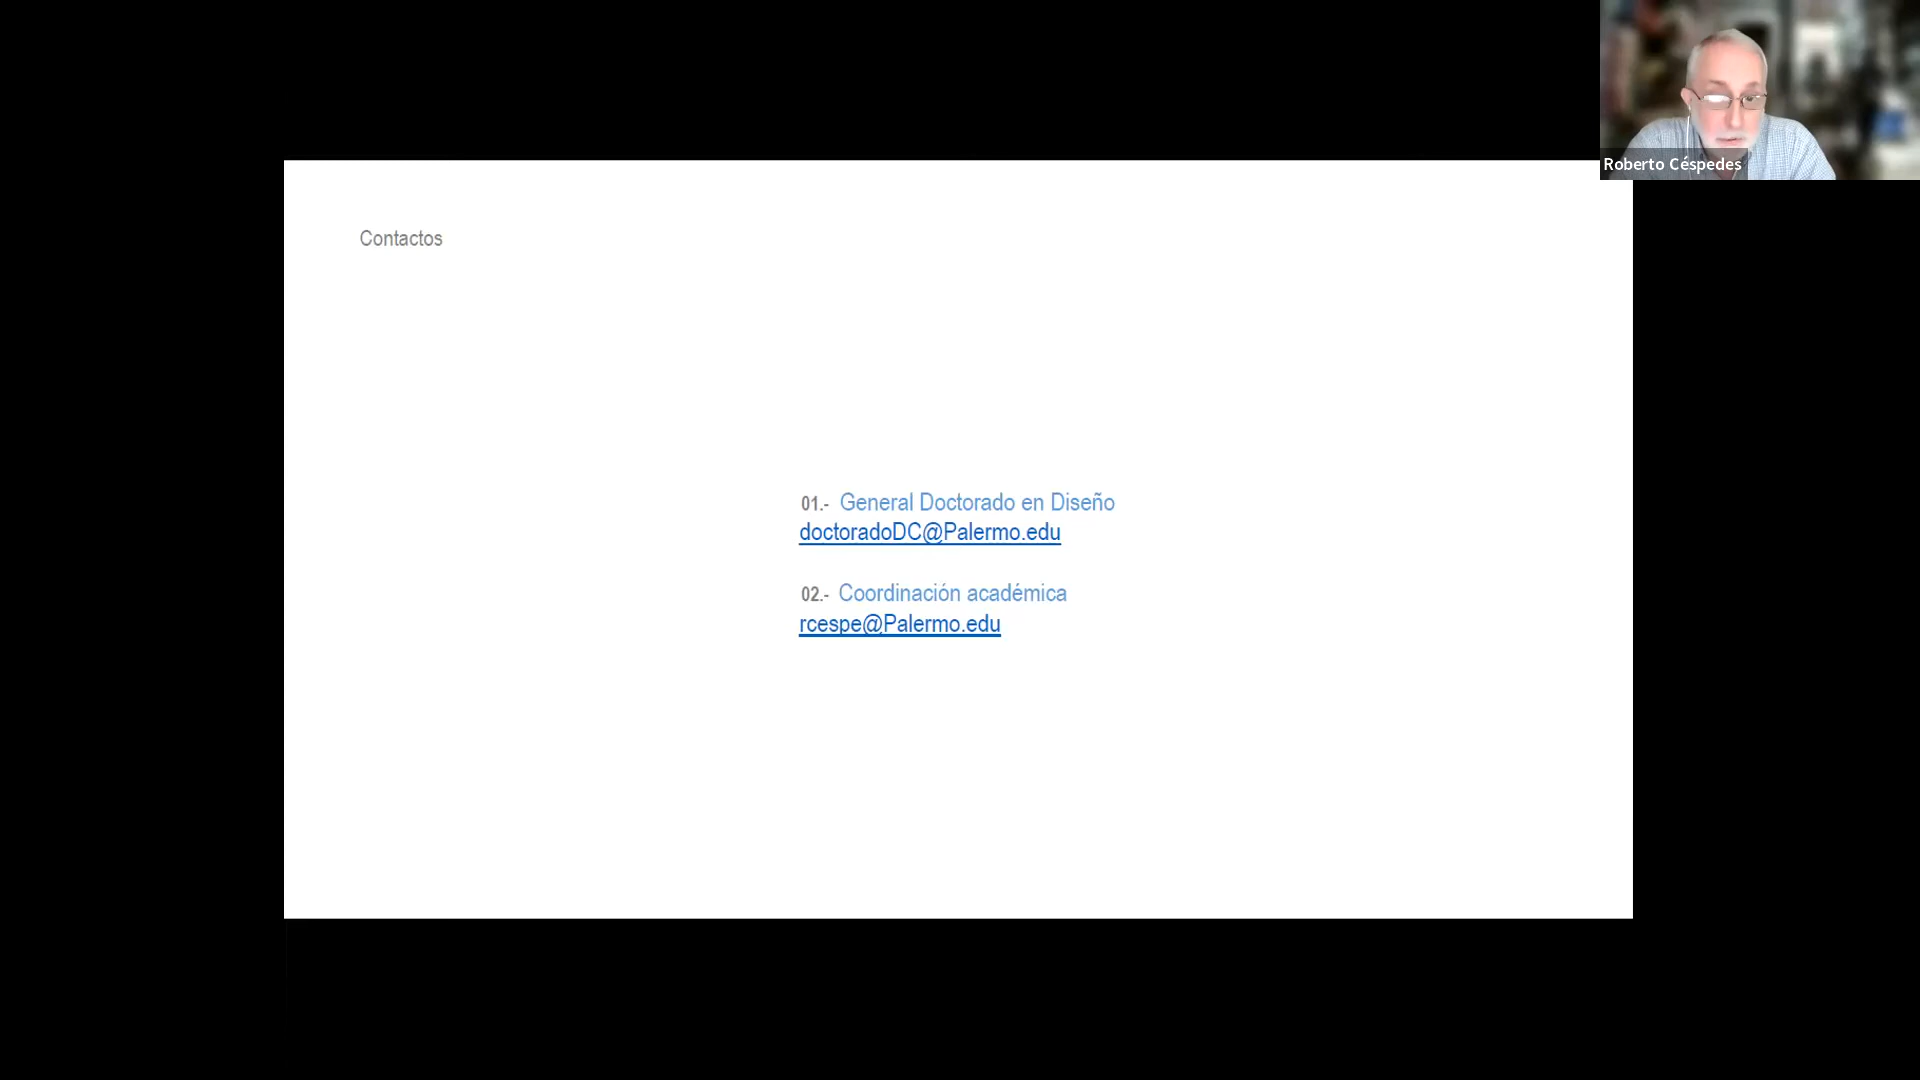 Roberto Céspedes
Contactos
01.- General Doctorado en Diseño
doctoradoDC@Palermo.edu
02.- Coordinación académica
rcespe@Palermo.edu